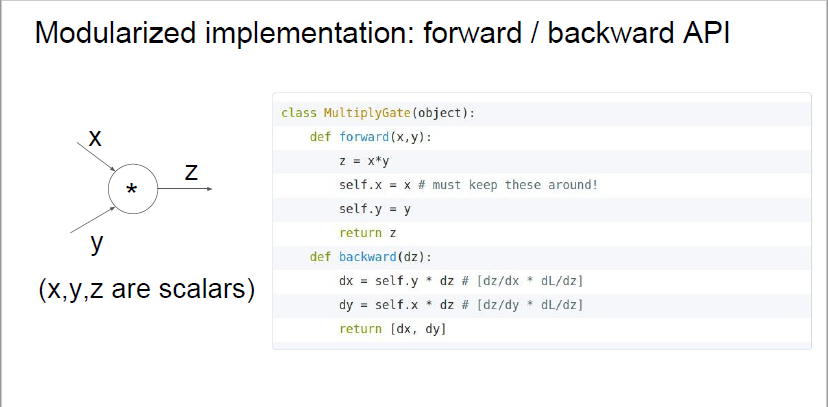 Modularized implementation: forward / backward API
x
z
*
y
(x,y,z are scalars)
class MultiplyGate(object):
    def forward(x,y):
        z = x*y
        self.x = x # must keep these around!
        self.y = y
        return z
    def backward(dz):
        dx = self.y * dz # [dz/dx * dL/dz]
        dy = self.x * dz # [dz/dy * dL/dz]
        return [dx, dy]